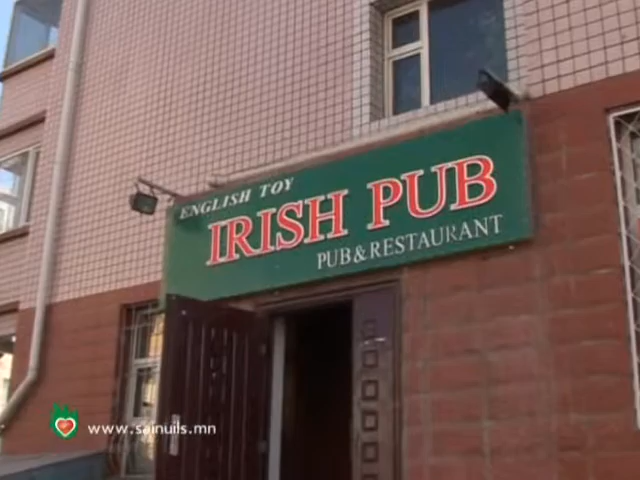 ENGLISH TOY
IRISH PUB
PUB & RESTAURANT
www.sainuils.mn